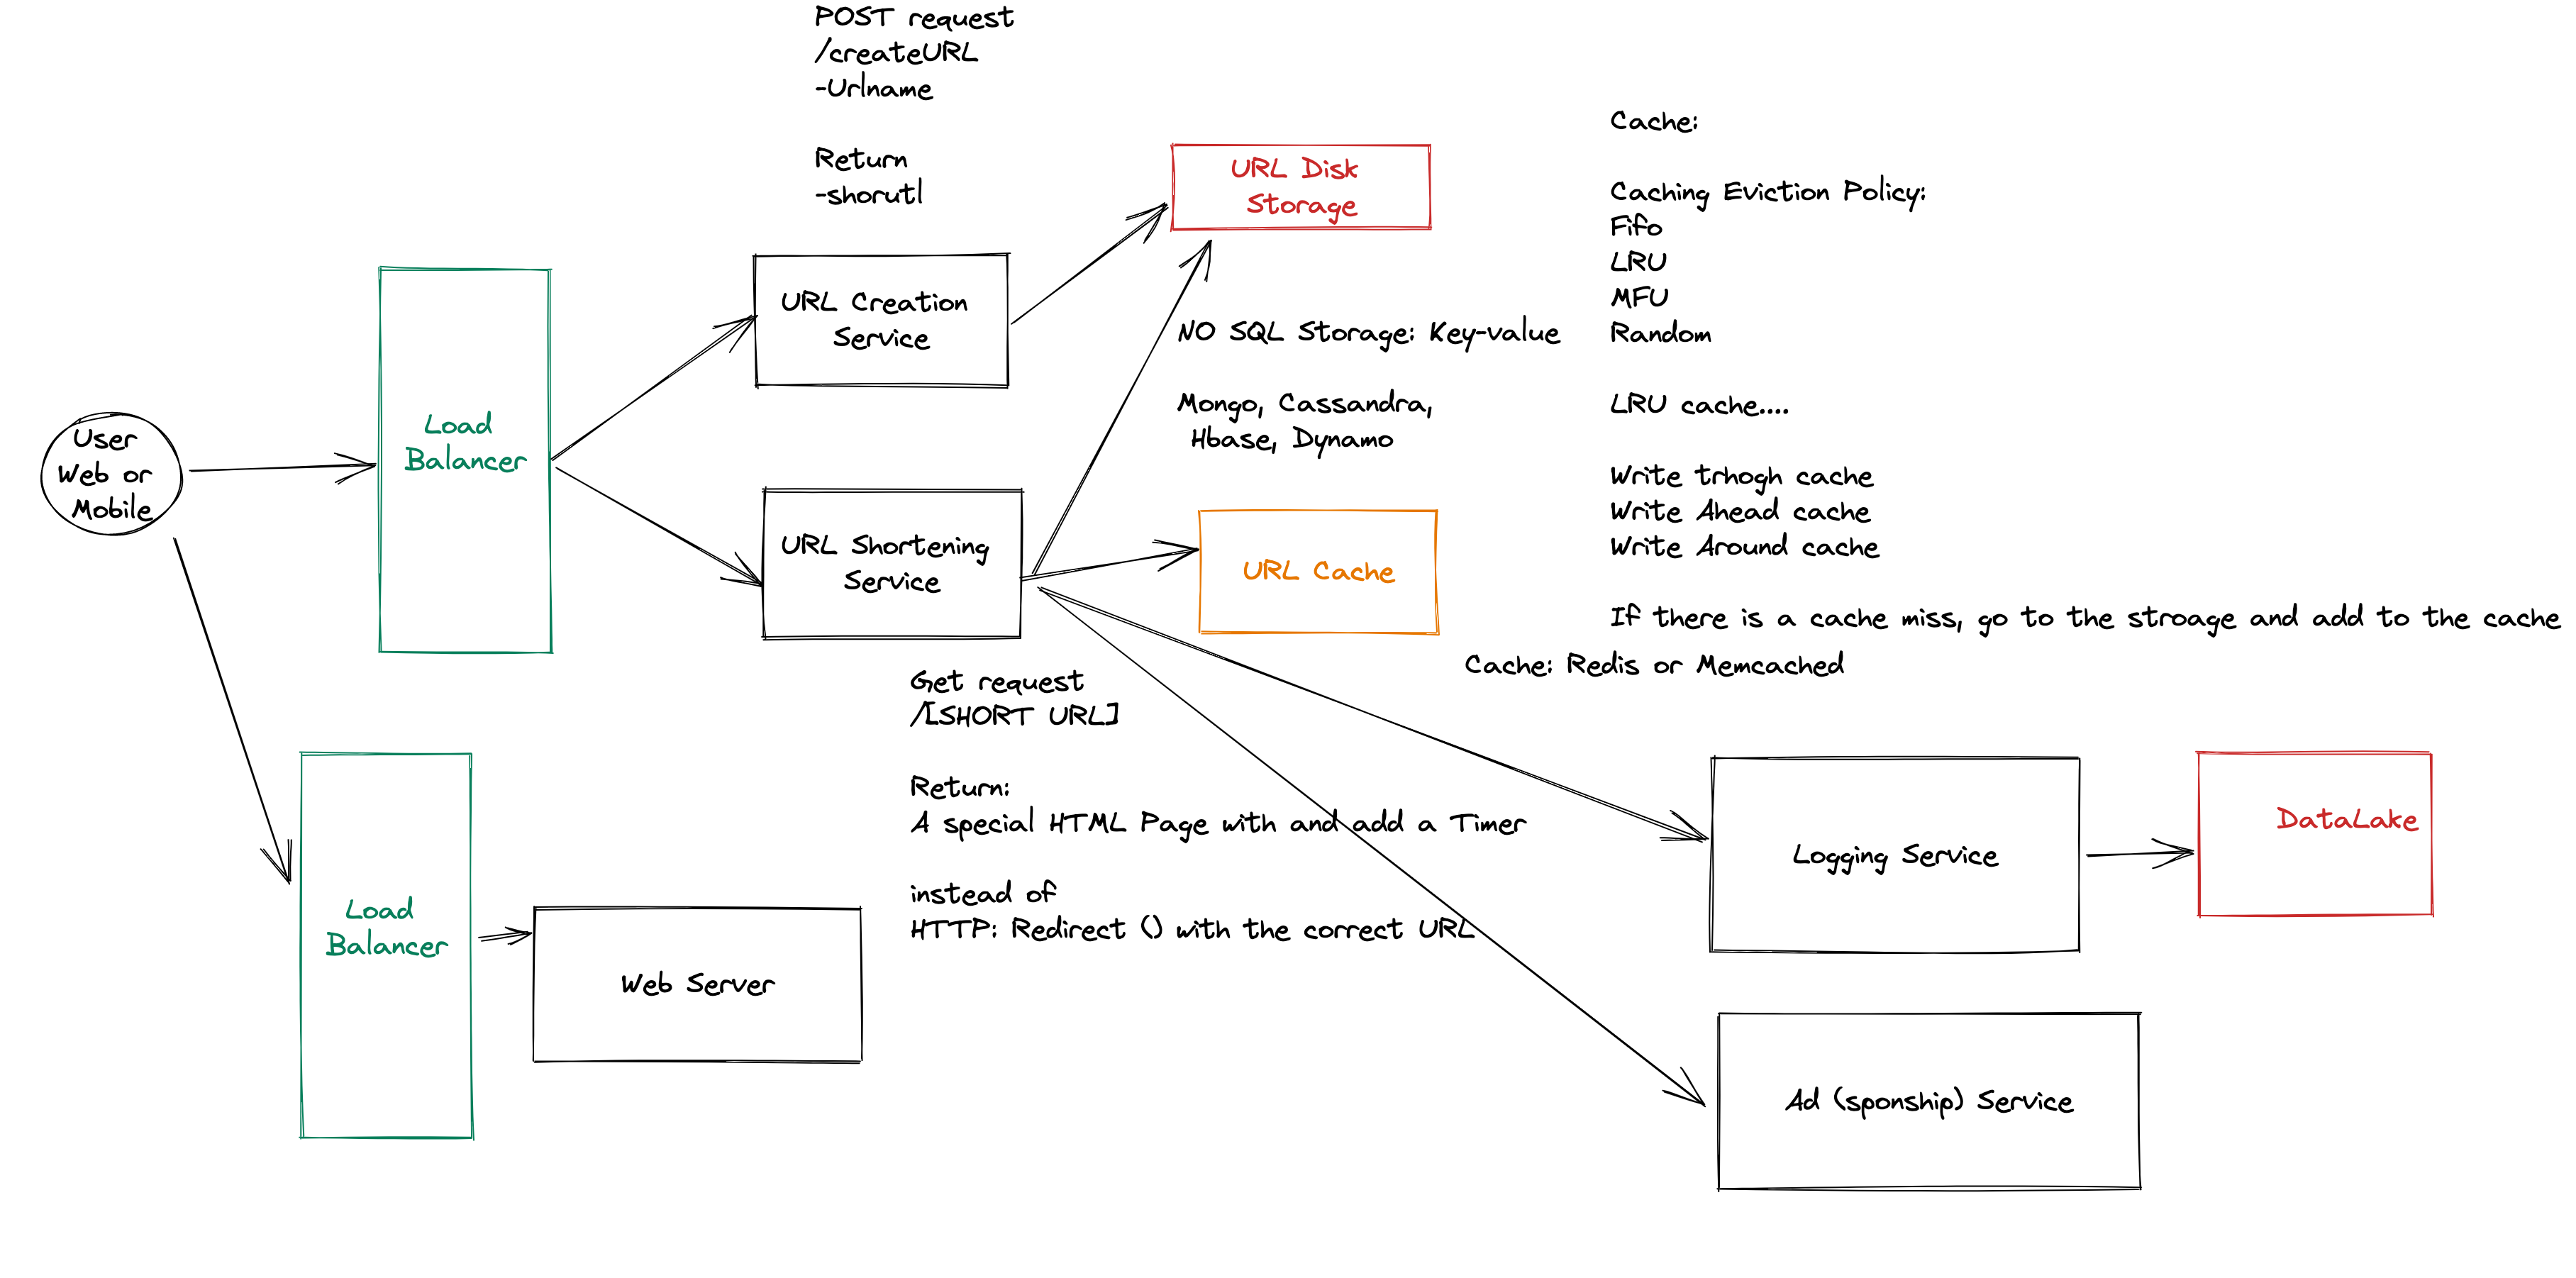 POST request
/createURL
-Urlname
Return
-shorutl
URL Disk
Storage
Cache:
Caching Eviction Policy:
Fifo
LRU
MFU
Random
LRU cache....
Write trhogh cache
Write Ahead cache
Write Around cache
If there is a cache miss, go to the stroage and add to the cache
Cache: Redis or Memcached
URL Creation
Service
NO SQL Storage: Key-value
Mongo, Cassandra,
Hbase, Dynamo
Load
Balancer
User
Web or
Mobile
URL Shortening
Service
URL Cache
Get request
/[SHORT URL]
Return:
A special HTML Page with and add a Timer
instead of
HTTP: Redirect () with the correct URL
Logging Service
DataLake
Load
Balancer
Web Server
Ad (sponship) Service